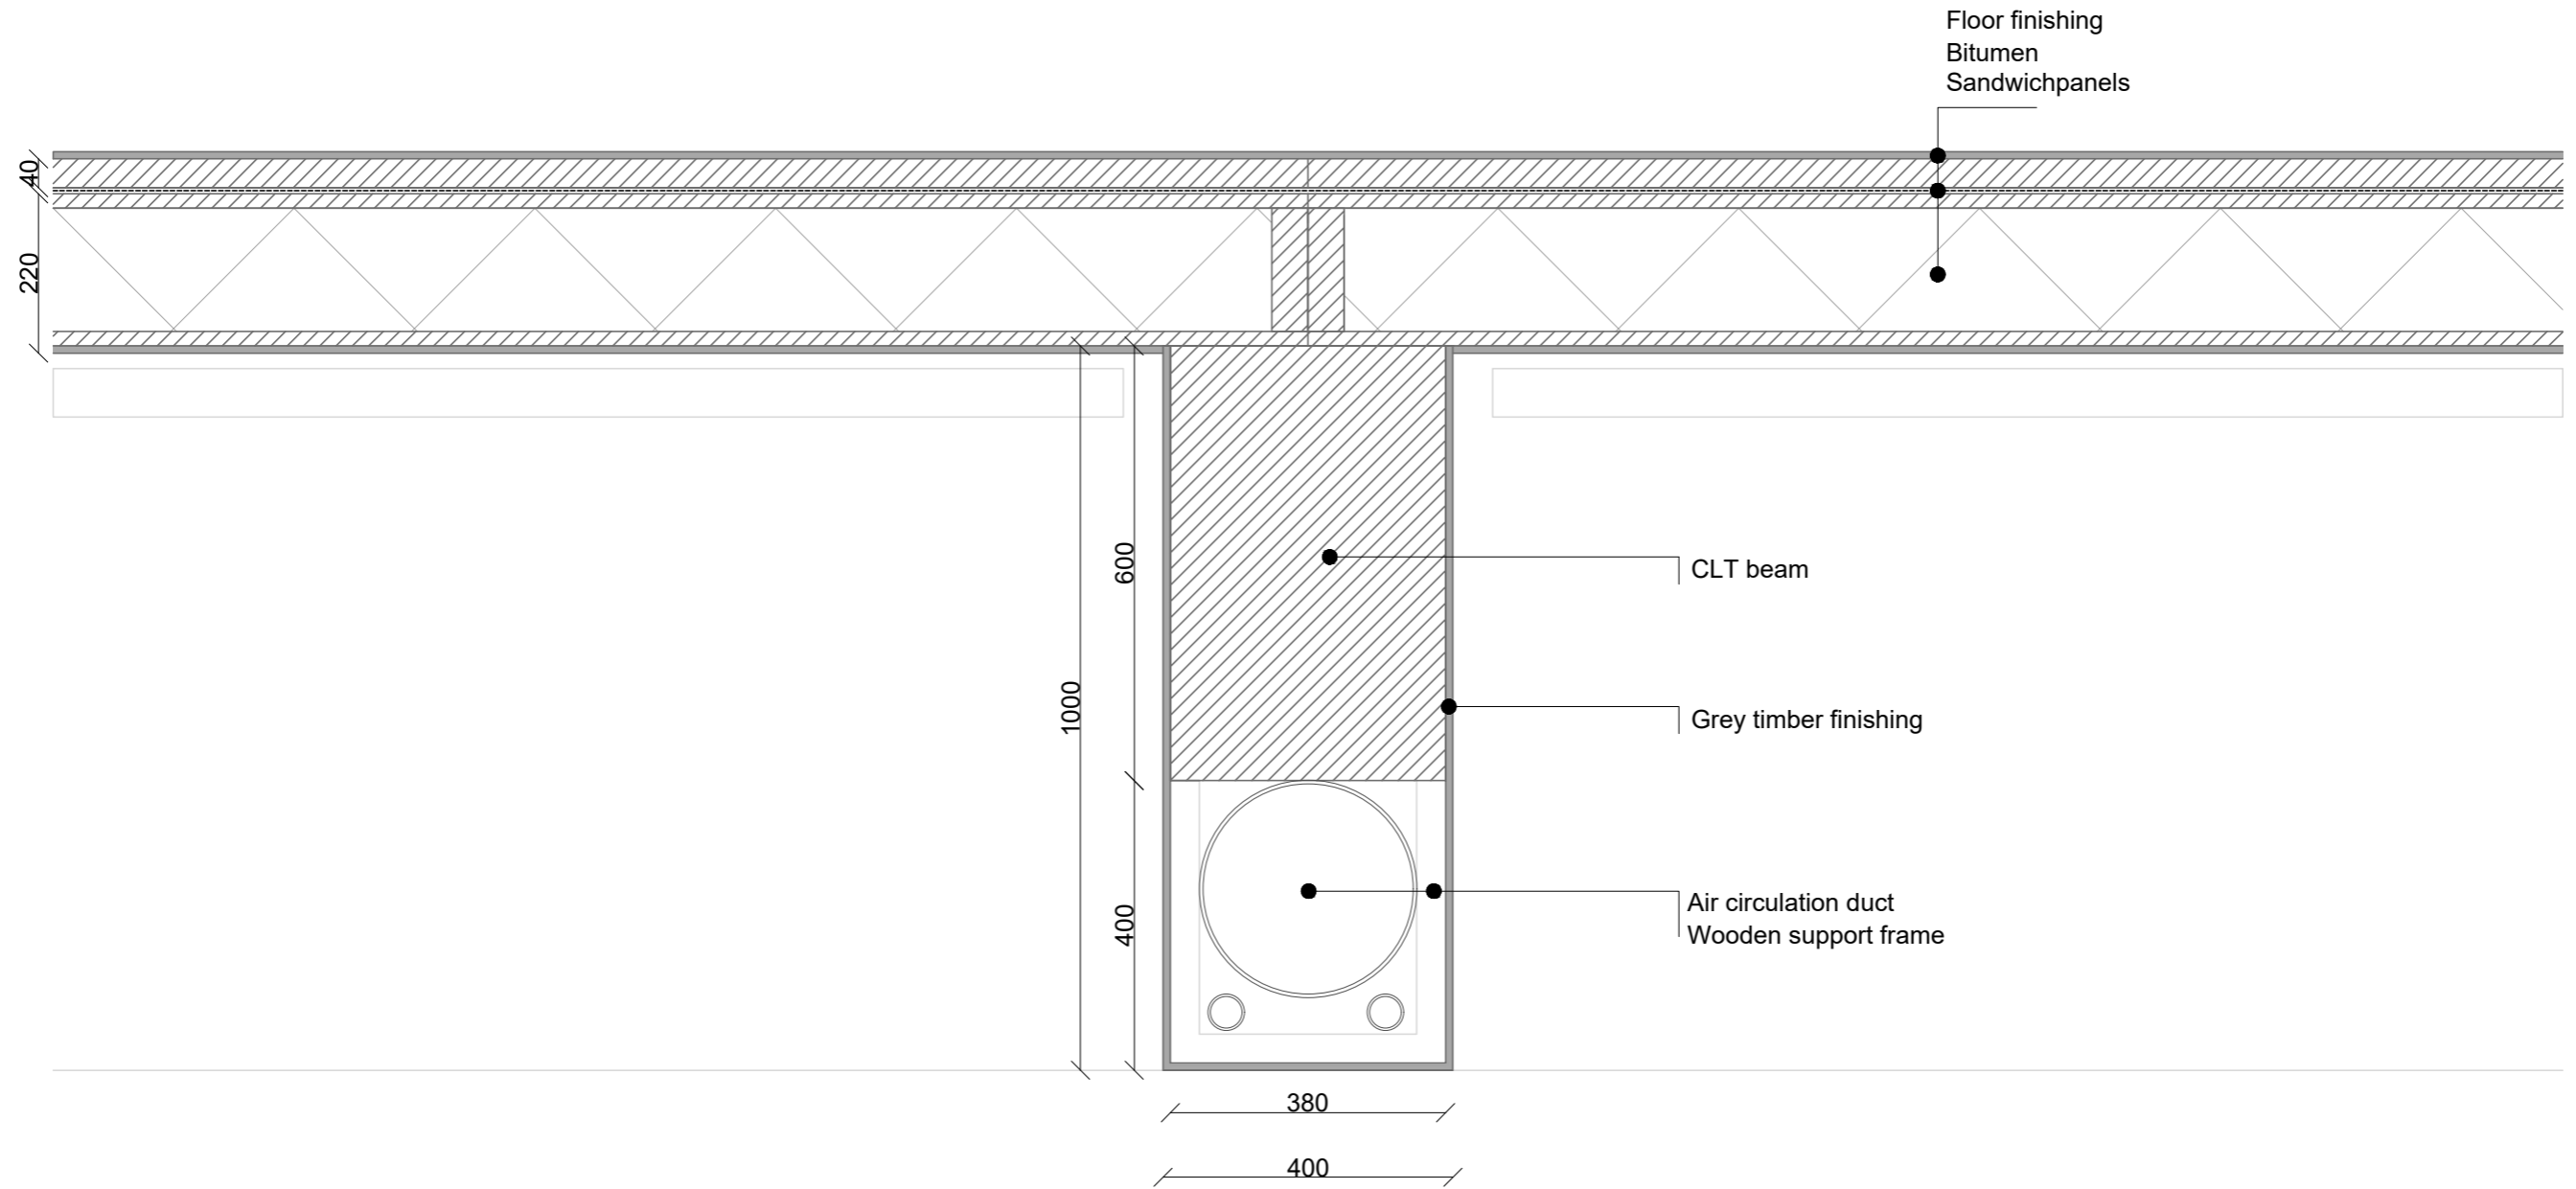 Floor finishing
Bitumen
Sandwichpanels
40
220
600
CLT beam
1000
Grey timber finishing
400
Air circulation duct
Wooden support frame
380
400